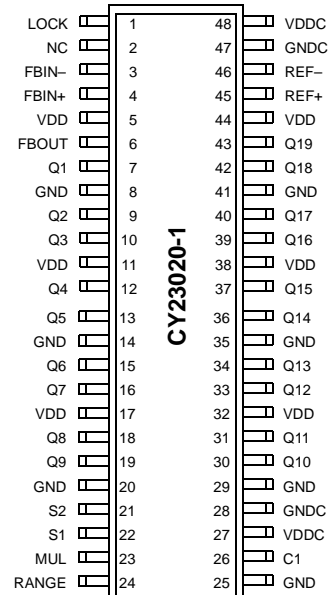 LOCK 1 48 VDDC
NC 2 47 GNDC
FBIN– 3 46 REF–
FBIN+ 4 45 REF+
VDD 5 44 VDD
FBOUT 6 43 Q19
Q1 7 42 Q18
GND 8 41 GND
Q2 9 40 Q17
Q3 10 39 Q16
VDD 11 38 VDD
Q4 12 37 Q15
Q5 13 36 Q14
GND 14 35 GND
Q6 15 34 Q13
Q7 16 33 Q12
VDD 17 32 VDD
Q8 18 31 Q11
Q9 19 30 Q10
GND 20 29 GND
S2 21 28 GNDC
S1 22 27 VDDC
MUL 23 26 C1
RANGE 24 25 GND
CY23020-1